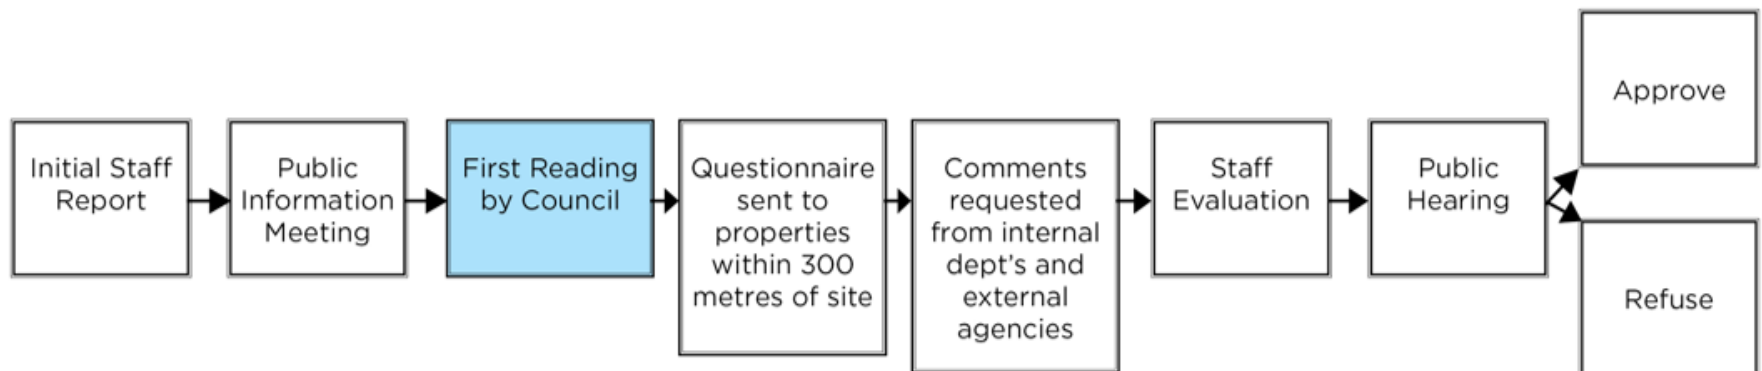 Initial Staff
Report
Public
Information
Meeting
First Reading
by Council
Questionnaire
sent to
properties
within 300
metres of site
Comments
requested
from internal
dept's and
external
agencies
Staff
Evaluation
Public
Hearing
Approve
Refuse